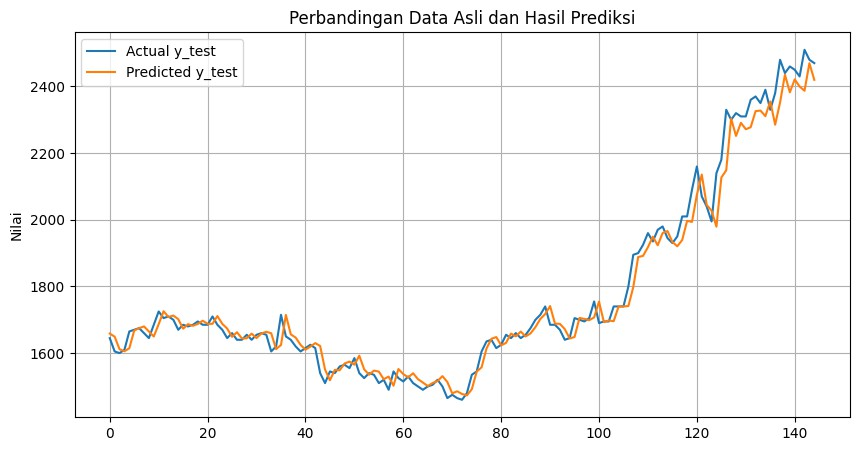 Perbandingan Data Asli dan Hasil Prediksi
Actual y_test
Predicted y_test
2400
2200
2000
1800
1600
Nilai
0 20 40 60 80 100 120 140